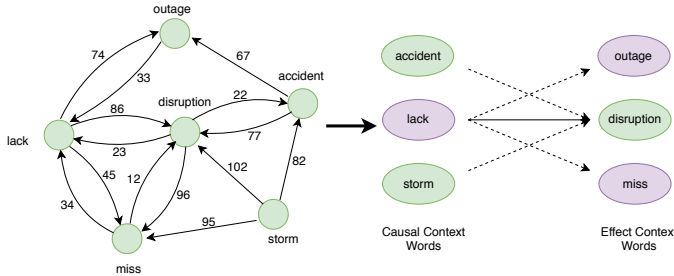 outage
74
33
67
accident
disruption
22
86
77
lack
23
45
12
102
82
96
34
95
storm
miss
accident
lack
storm
Causal Context
Words
outage
disruption
miss
Effect Contex
Words